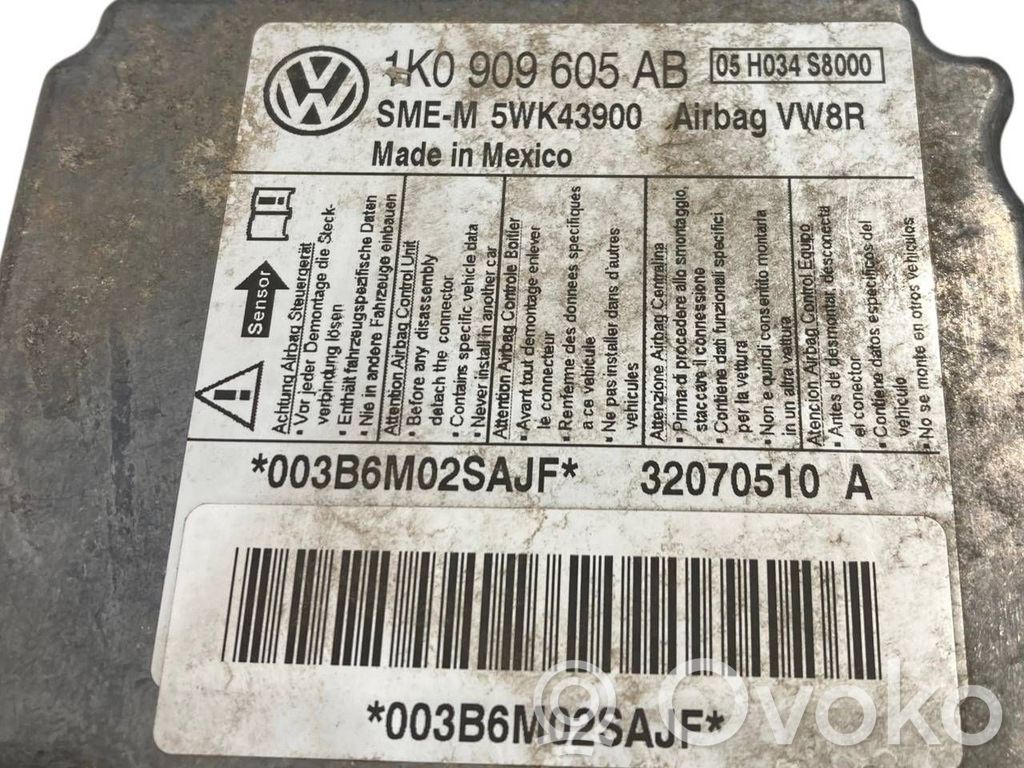 1K0 909 605 AB 05 H034 S8000
SME-M 5WK43900 Airbag VW8R
Made in Mexico
Sensor
Achtung Airbag Steuergerät
• Vor jeder Demontage die Steck-
verbindung lösen
• Enthält fahrzeugspezifische Daten
• Nie in andere Fahrzeuge einbauen
Attention Airbag Control Unit
• Before any disassembly
detach the connector
• Contains specific vehicle data
• Never install in another car
Attention Airbag Controle Boitier
• Avant tout demontage enlever
le connecteur
• Renferme des donnees specifiques
a ce vehicule
• Ne pas installer dans d'autres
vehicules
Attenzione Airbag Centralina
• Prima di procedere allo smontaggio,
staccare il connessione
• Contiene dati funzionali specifici
per la vettura
• Non e quindi consentito montarla
in un altra vettura
Atencion Airbag Control Equipo
• Antes de desmontar desconecta
el conector
• Contiene datos especificos del
vehiculo
• No se monte en otros vehiculos
*003B6M02SAJF* 32070510 A
*003B6M02SAJF*
© Ovoko